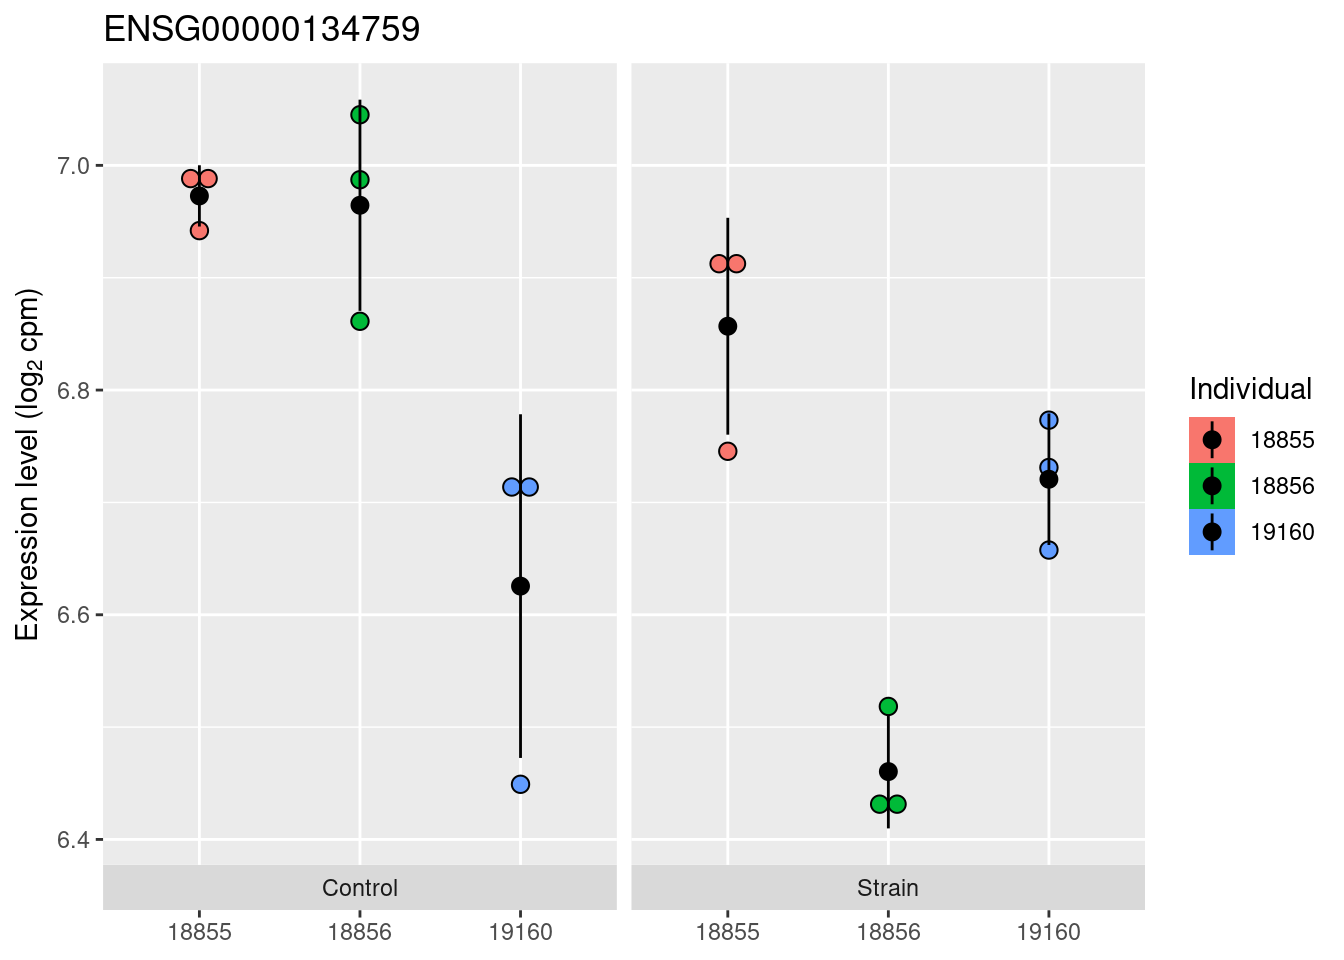 ENSG00000134759
Expression level (log₂ cpm)
7.0
6.8
6.6
6.4
Control
Strain
18855
18856
19160
18855
18856
19160
Individual
18855
18856
19160